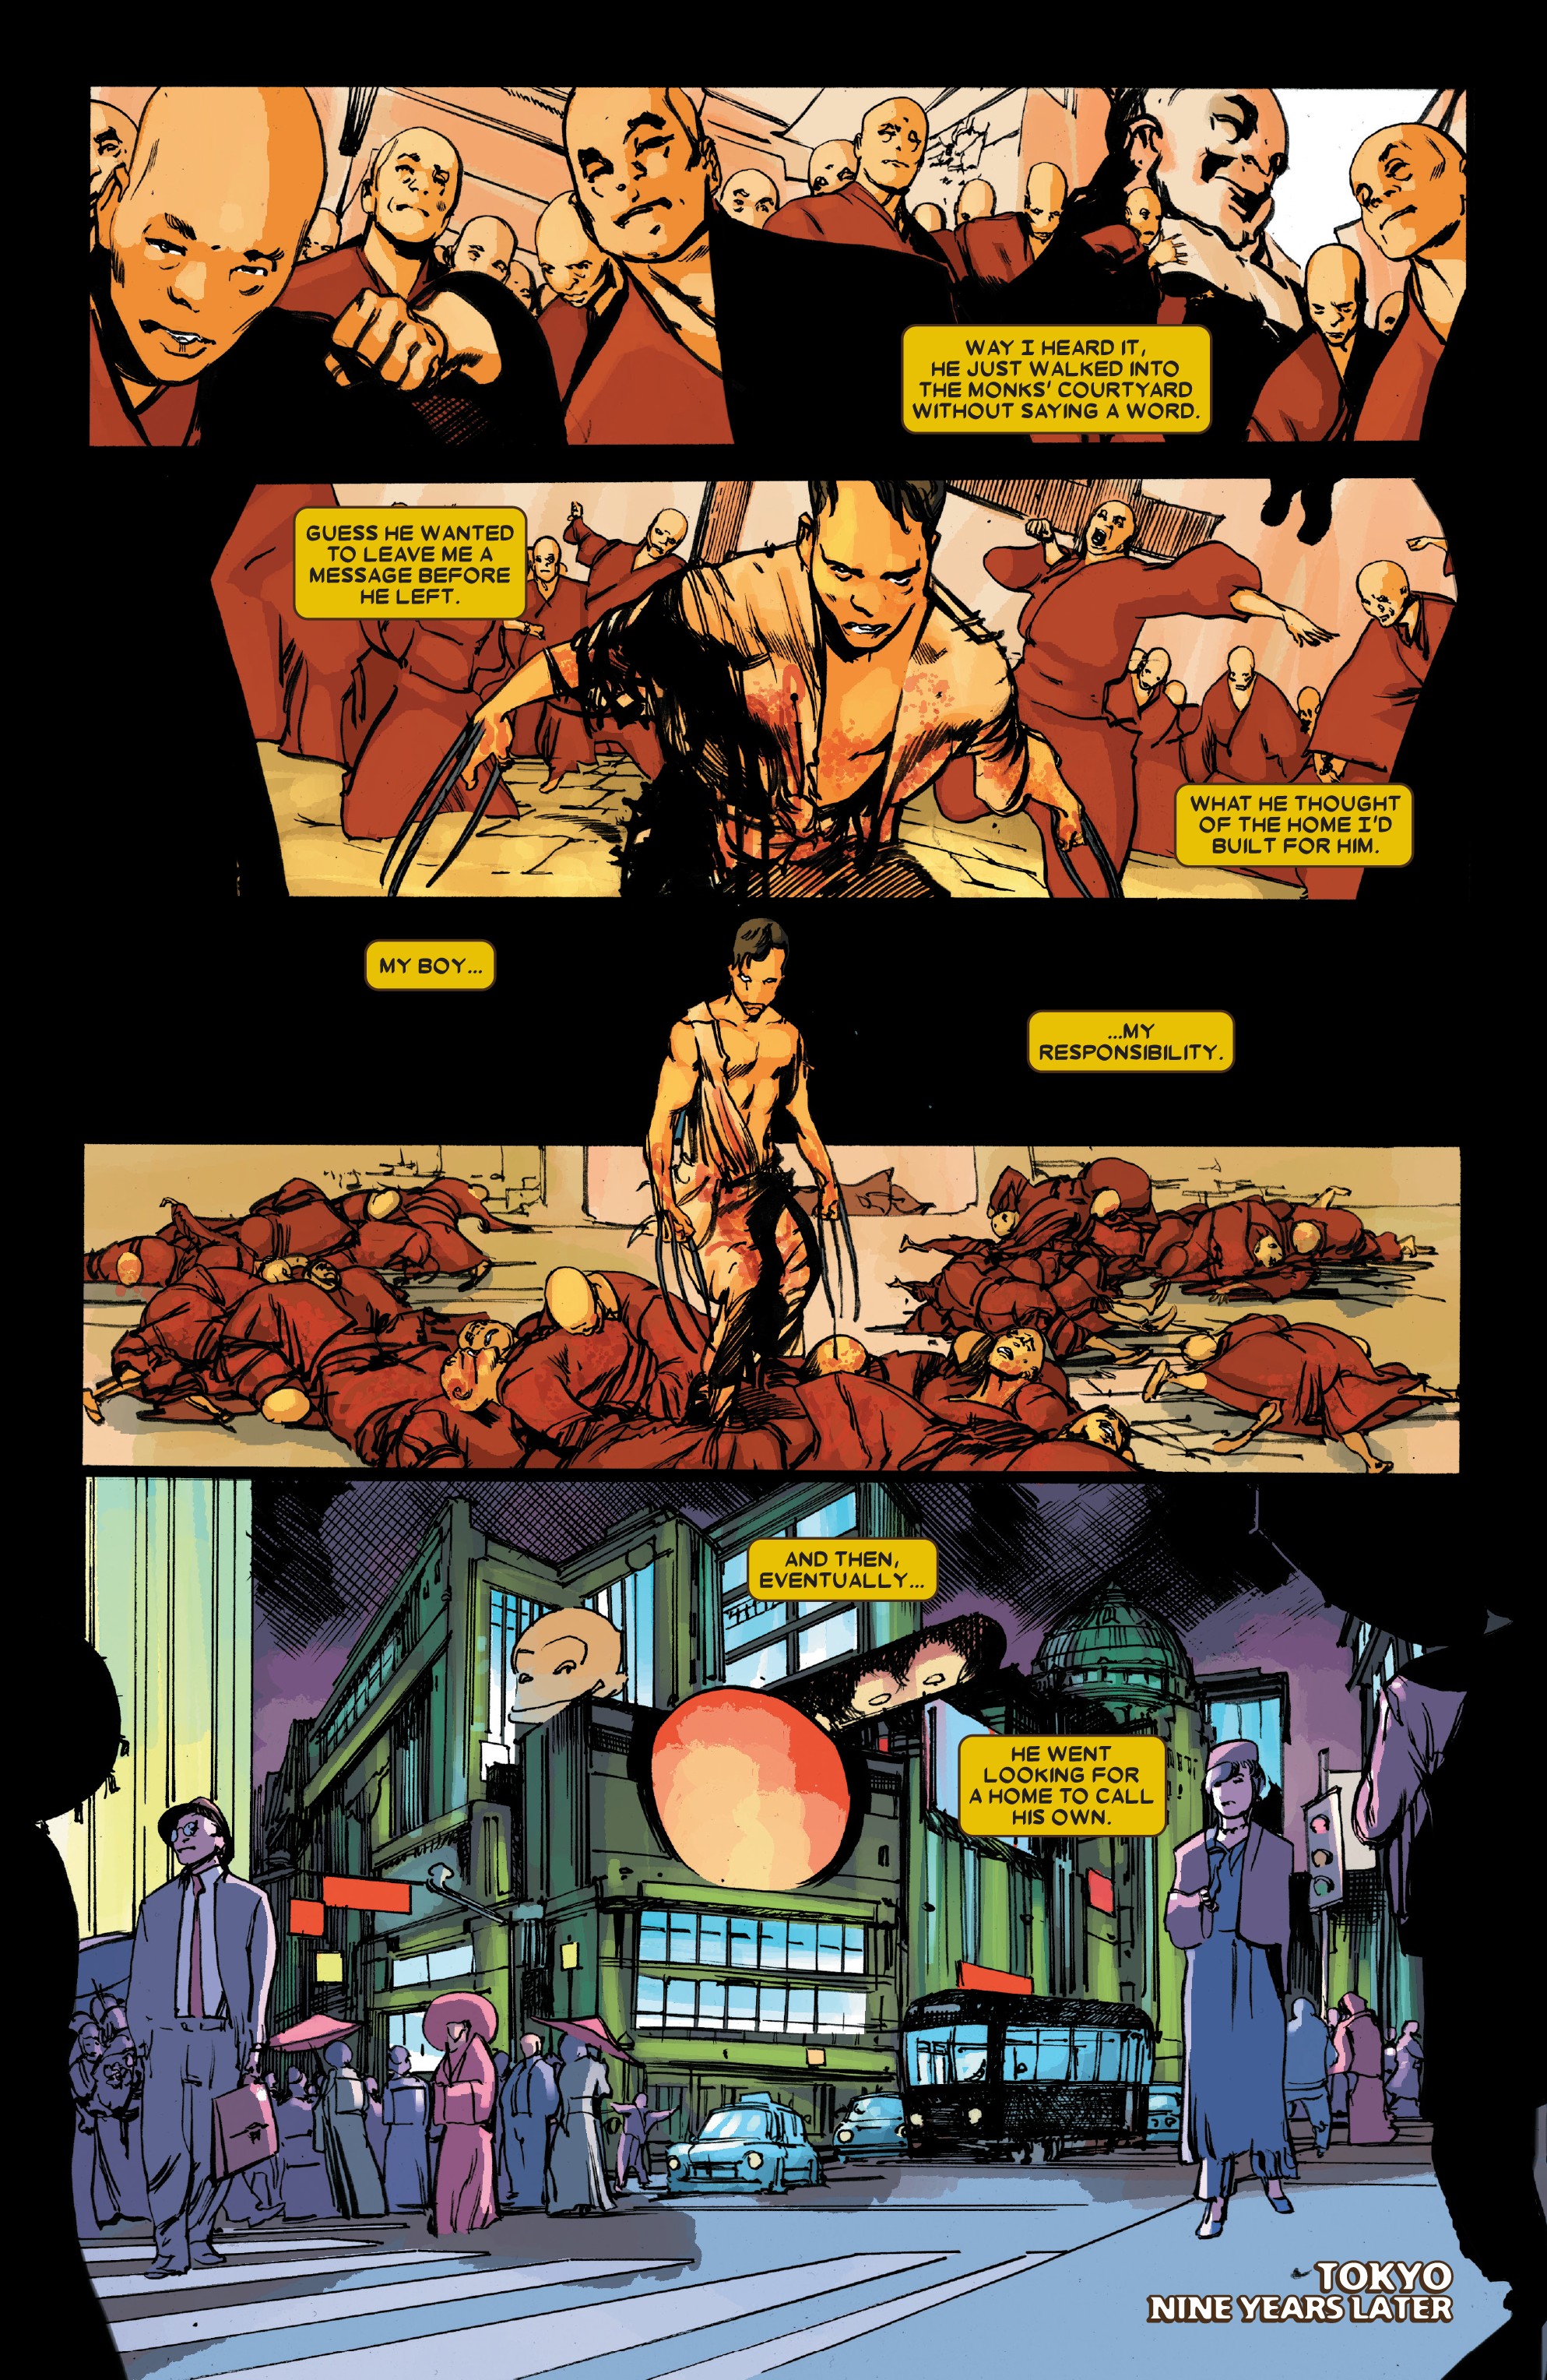 WAY I HEARD IT,
HE JUST WALKED INTO
THE MONKS' COURTYARD
WITHOUT SAYING A WORD.
GUESS HE WANTED
TO LEAVE ME A
MESSAGE BEFORE
HE LEFT.
WHAT HE THOUGHT
OF THE HOME I'D
BUILT FOR HIM.
MY BOY...
...MY
RESPONSIBILITY.
AND THEN,
EVENTUALLY...
HE WENT
LOOKING FOR
A HOME TO CALL
HIS OWN.
TOKYO
NINE YEARS LATER